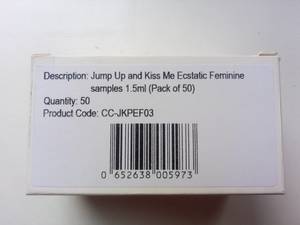 Description: Jump Up and Kiss Me Ecstatic Feminine
samples 1.5ml (Pack of 50)
Quantity: 50
Product Code: CC-JKPEF03
0 652638 005973